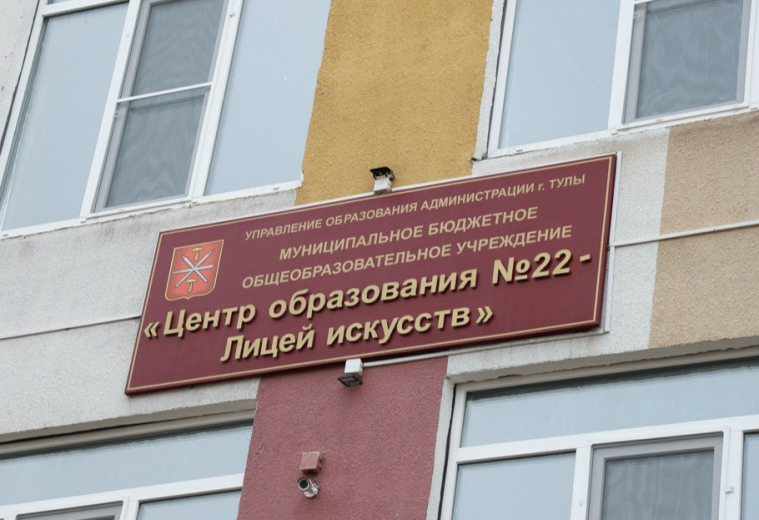 УПРАВЛЕНИЕ ОБРАЗОВАНИЯ АДМИНИСТРАЦИИ г. ТУЛЫ
МУНИЦИПАЛЬНОЕ БЮДЖЕТНОЕ
ОБЩЕОБРАЗОВАТЕЛЬНОЕ УЧРЕЖДЕНИЕ
«Центр образования №22 -
Лицей искусств»